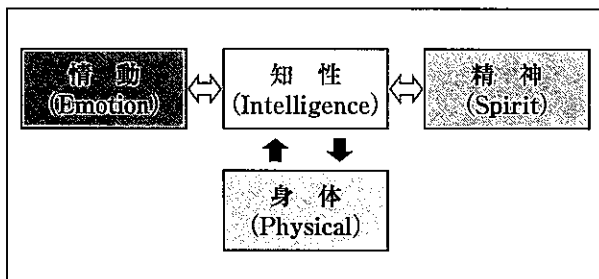 情動
(Emotion)
知性
(Intelligence)
精神
(Spirit)
身体
(Physical)